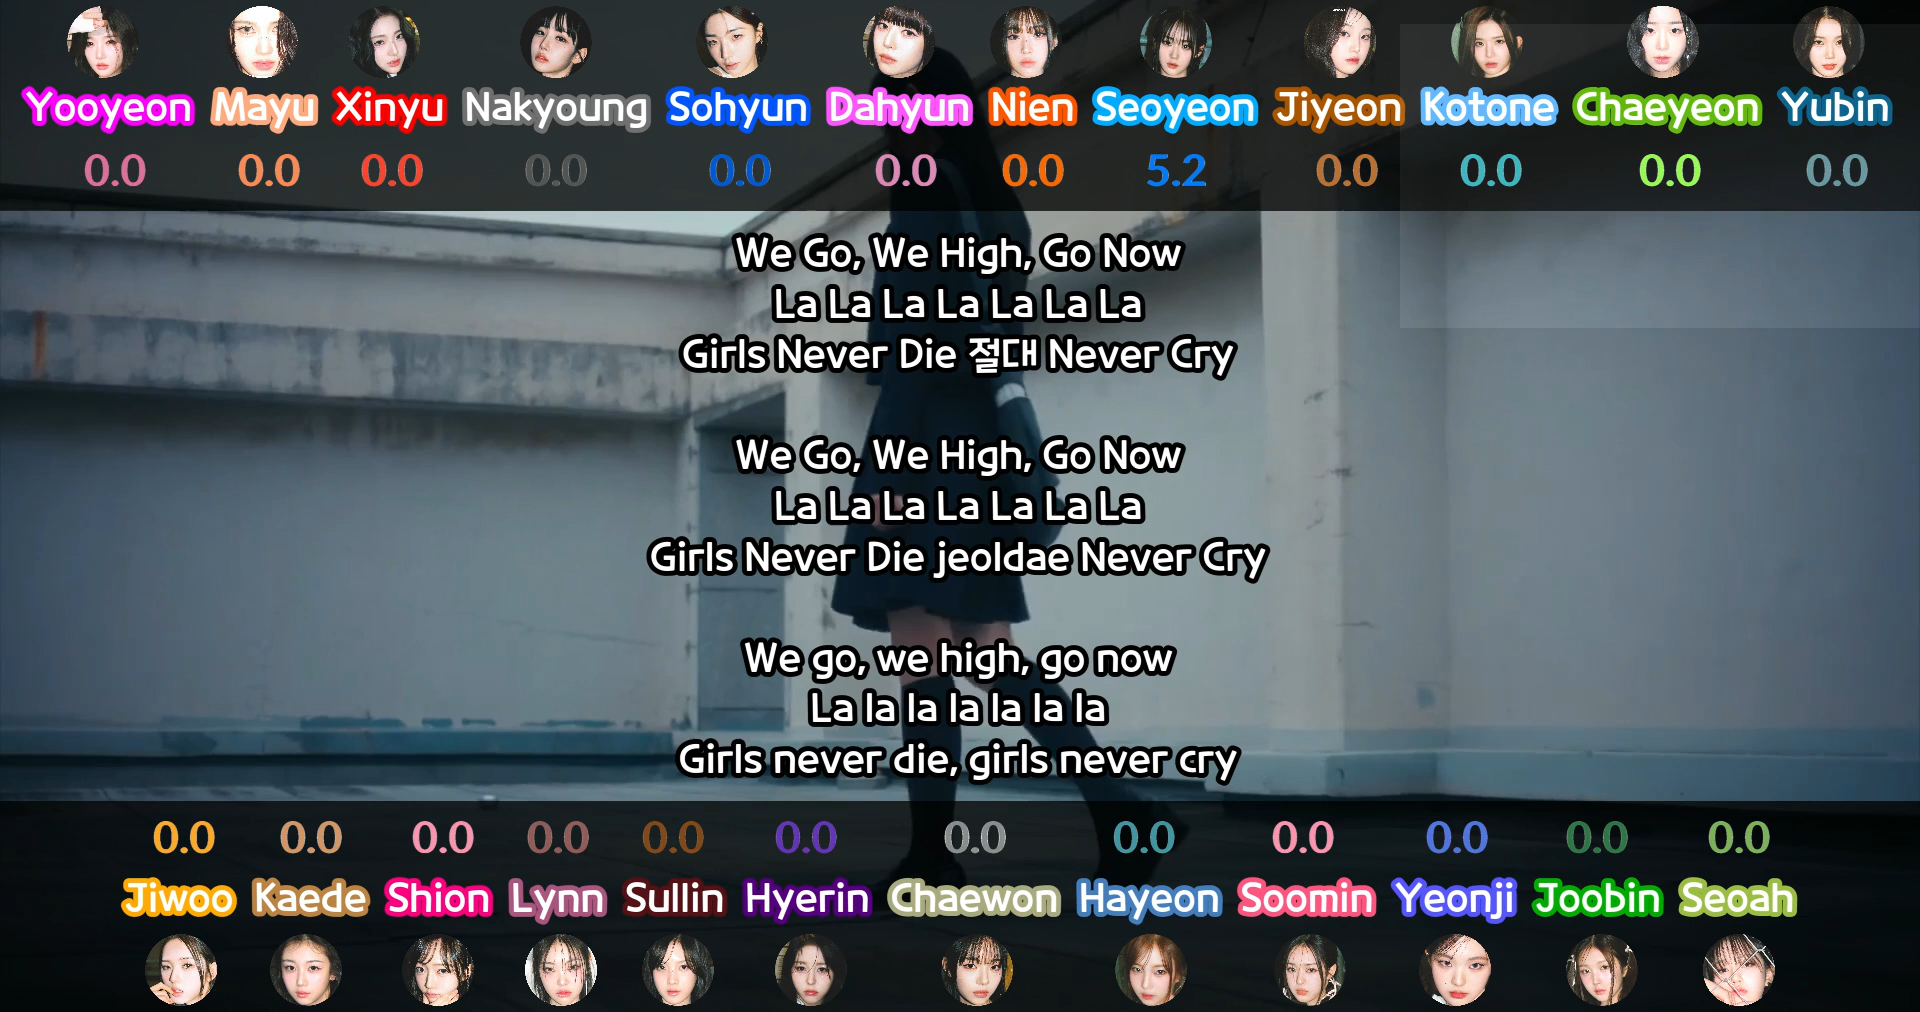 Yooyeon Mayu Xinyu Nakyoung Sohyun Dahyun Nien Seoyeon Jiyeon Kotone Chaeyeon Yubin
0.0 0.0 0.0 0.0 0.0 0.0 0.0 5.2 0.0 0.0 0.0 0.0
We Go, We High, Go Now
La La La La La La La
Girls Never Die 절대 Never Cry
We Go, We High, Go Now
La La La La La La La
Girls Never Die jeoldae Never Cry
We go, we high, go now
La la la la la la la
Girls never die, girls never cry
0.0 0.0 0.0 0.0 0.0 0.0 0.0 0.0 0.0 0.0 0.0 0.0
Jiwoo Kaede Shion Lynn Sullin Hyerin Chaewon Hayeon Soomin Yeonji Joobin Seoah